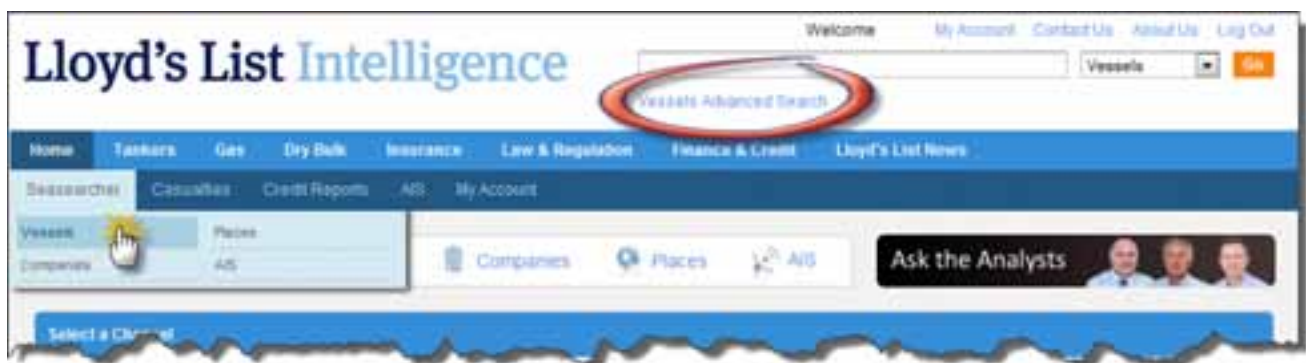 Welcome My Account Contact Us About Us Log Out
Lloyd's List Intelligence
Vessels Go
Vessels Advanced Search
Home Tankers Gas Dry Bulk Insurance Law & Regulation Finance & Credit Lloyd's List News
Seasearcher Casualties Credit Reports AIS My Account
Vessels Places
Companies AIS
Companies Places AIS
Ask the Analysts
Select a Channel